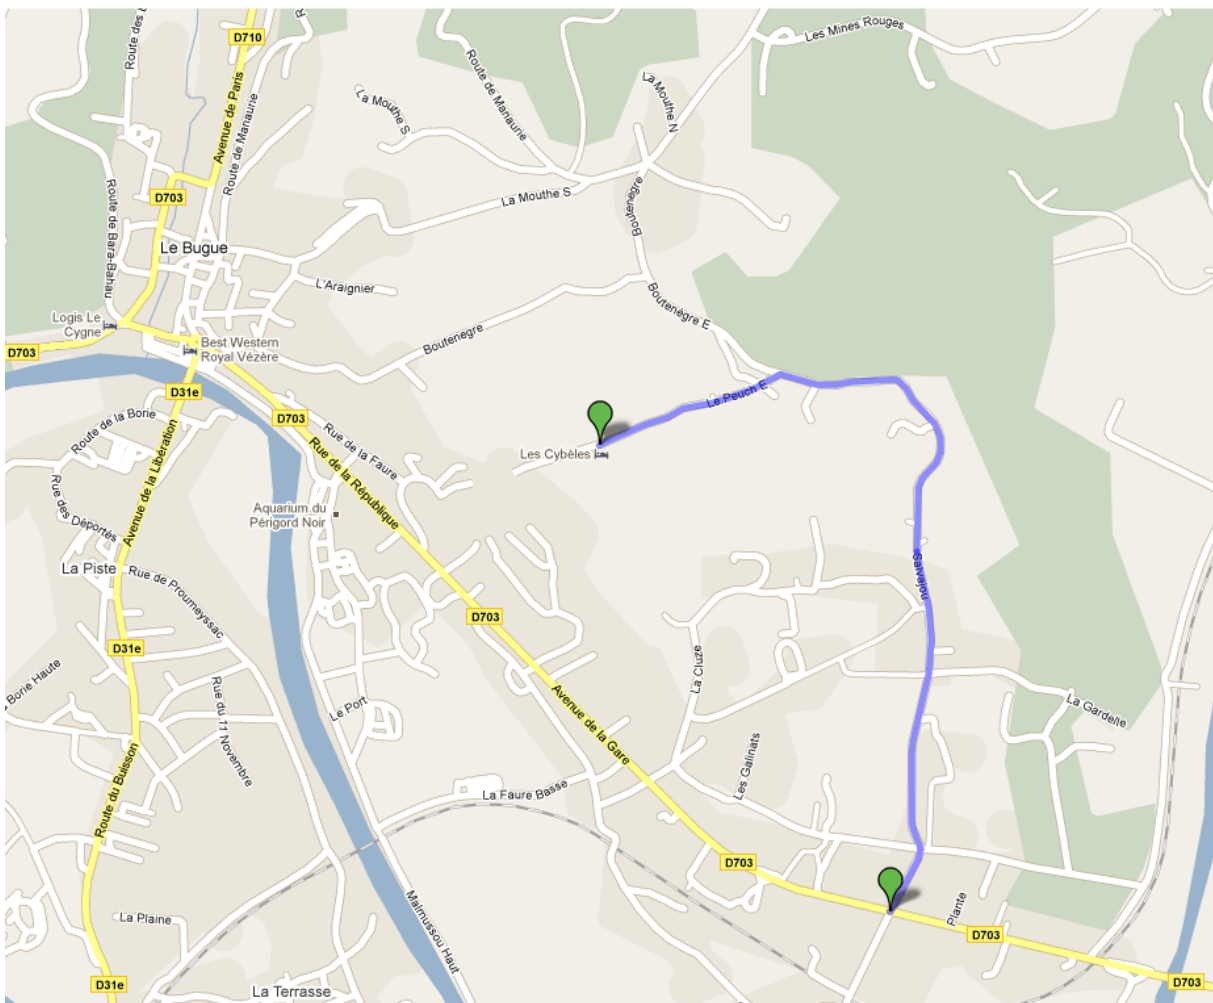 D710
Les Mines Rouges
Avenue de Paris
Route de Manaurie
Route de Manaurie
La Mouthe S
La Mouthe N
D703
La Mouthe S
Boutenegre
Route de Bara-Bahau
Le Bugue
L'Araignier
Boutenègre E
Logis Le
Cygne
Boutenegre
Best Western
Royal Vézère
D703
D31e
Le Peuch E
Route de la Borie
D703
Rue de la Faure
Avenue de la Libération
Rue de la République
Les Cybèles
Rue des Déportés
Aquarium du
Périgord Noir
La Piste
Rue de Proumeyssac
Salvajou
D703
D31e
La Cluze
Borie Haute
Rue du 11 Novembre
Le Port
Avenue de la Gare
La Gardelle
Route du Buisson
Les Galinats
La Faure Basse
D703
Malmussou Haut
Plante
La Plaine
D703
D31e
La Terrasse
D703